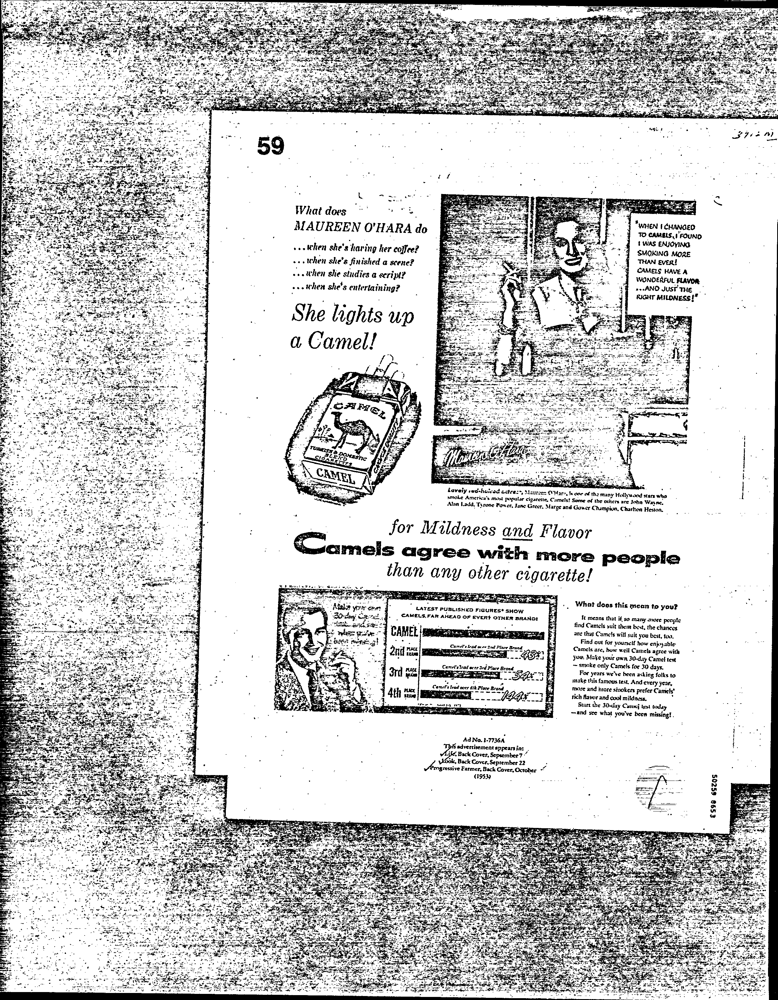 59
What does
MAUREEN O'HARA do
...when she's having her coffee?
...when she's finished a scene?
...when she studies a script?
...when she's entertaining?
She lights up
a Camel!
"WHEN I CHANGED
TO CAMELS, I FOUND
I WAS ENJOYING
SMOKING MORE
THAN EVER!
CAMELS HAVE A
WONDERFUL FLAVOR
...AND JUST THE
RIGHT MILDNESS!"
CAMEL
TURKISH & DOMESTIC
CAMEL
Maureen O'Hara
Lovely red-haired actress, Maureen O'Hara, is one of the many Hollywood stars who
smoke America's most popular cigarette, Camels! Some of the others are John Wayne,
Alan Ladd, Tyrone Power, Jane Greer, Marge and Gower Champion, Charlton Heston.
for Mildness and Flavor
Camels agree with more people
than any other cigarette!
Make your own
30-day Camel
test and see
what you've
been missing!
LATEST PUBLISHED FIGURES* SHOW
CAMELS FAR AHEAD OF EVERY OTHER BRAND!
CAMEL
2nd PLACE BRAND Camel's lead over 2nd Place Brand
3rd PLACE BRAND Camel's lead over 3rd Place Brand
4th PLACE BRAND Camel's lead over 4th Place Brand
What does this mean to you?
It means that if so many more people
find Camels suit them best, the chances
are that Camels will suit you best, too.
Find out for yourself how enjoyable
Camels are, how well Camels agree with
you. Make your own 30-day Camel test
— smoke only Camels for 30 days.
For years we've been asking folks to
make this famous test. And every year,
more and more smokers prefer Camels'
rich flavor and cool mildness.
Start the 30-day Camel test today
— and see what you've been missing!
Ad No. 1-7736A
This advertisement appears in:
Life, Back Cover, September 7
Look, Back Cover, September 22
Progressive Farmer, Back Cover, October
(1953)
50259 8653